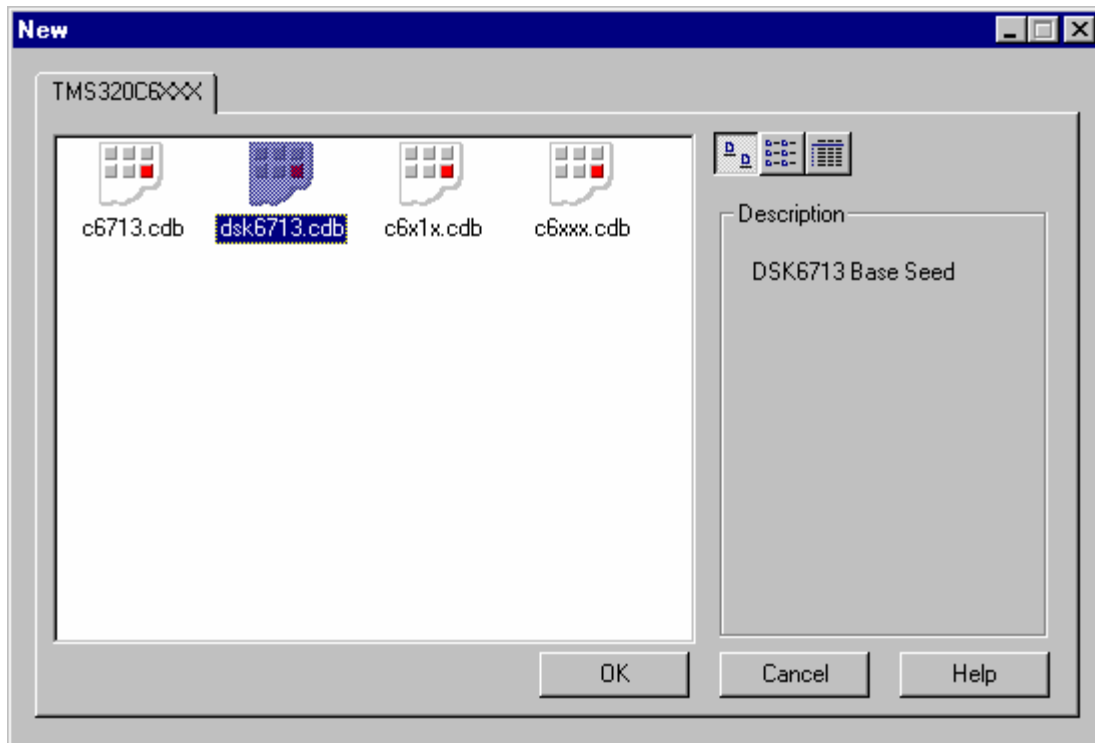 New
TMS320C6XXX
c6713.cdb
dsk6713.cdb
c6x1x.cdb
c6xxx.cdb
Description
DSK6713 Base Seed
OK
Cancel
Help